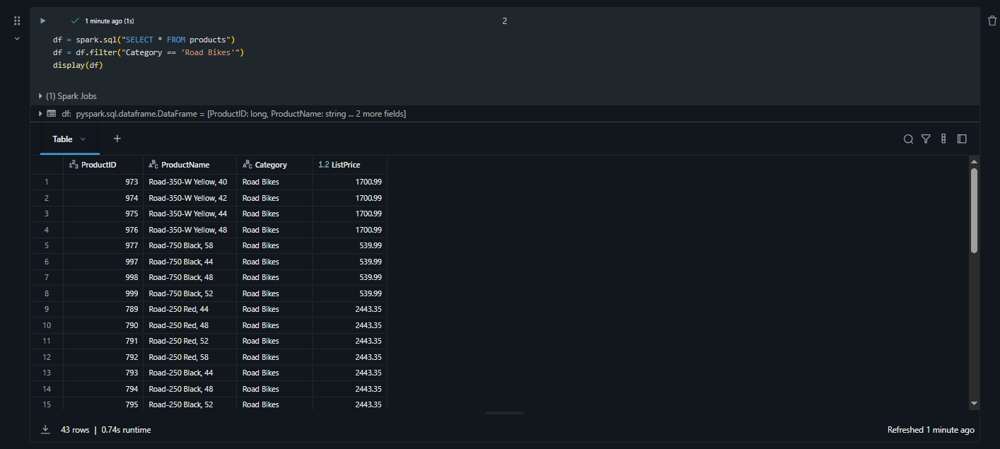 1 minute ago (1s)
2
df = spark.sql("SELECT * FROM products")
df = df.filter("Category == 'Road Bikes'")
display(df)
(1) Spark Jobs
df: pyspark.sql.dataframe.DataFrame = [ProductID: long, ProductName: string ... 2 more fields]
Table
+
ProductID ProductName Category 1.2 ListPrice
1 973 Road-350-W Yellow, 40 Road Bikes 1700.99
2 974 Road-350-W Yellow, 42 Road Bikes 1700.99
3 975 Road-350-W Yellow, 44 Road Bikes 1700.99
4 976 Road-350-W Yellow, 48 Road Bikes 1700.99
5 977 Road-750 Black, 58 Road Bikes 539.99
6 997 Road-750 Black, 44 Road Bikes 539.99
7 998 Road-750 Black, 48 Road Bikes 539.99
8 999 Road-750 Black, 52 Road Bikes 539.99
9 789 Road-250 Red, 44 Road Bikes 2443.35
10 790 Road-250 Red, 48 Road Bikes 2443.35
11 791 Road-250 Red, 52 Road Bikes 2443.35
12 792 Road-250 Red, 58 Road Bikes 2443.35
13 793 Road-250 Black, 44 Road Bikes 2443.35
14 794 Road-250 Black, 48 Road Bikes 2443.35
15 795 Road-250 Black, 52 Road Bikes 2443.35
43 rows | 0.74s runtime
Refreshed 1 minute ago